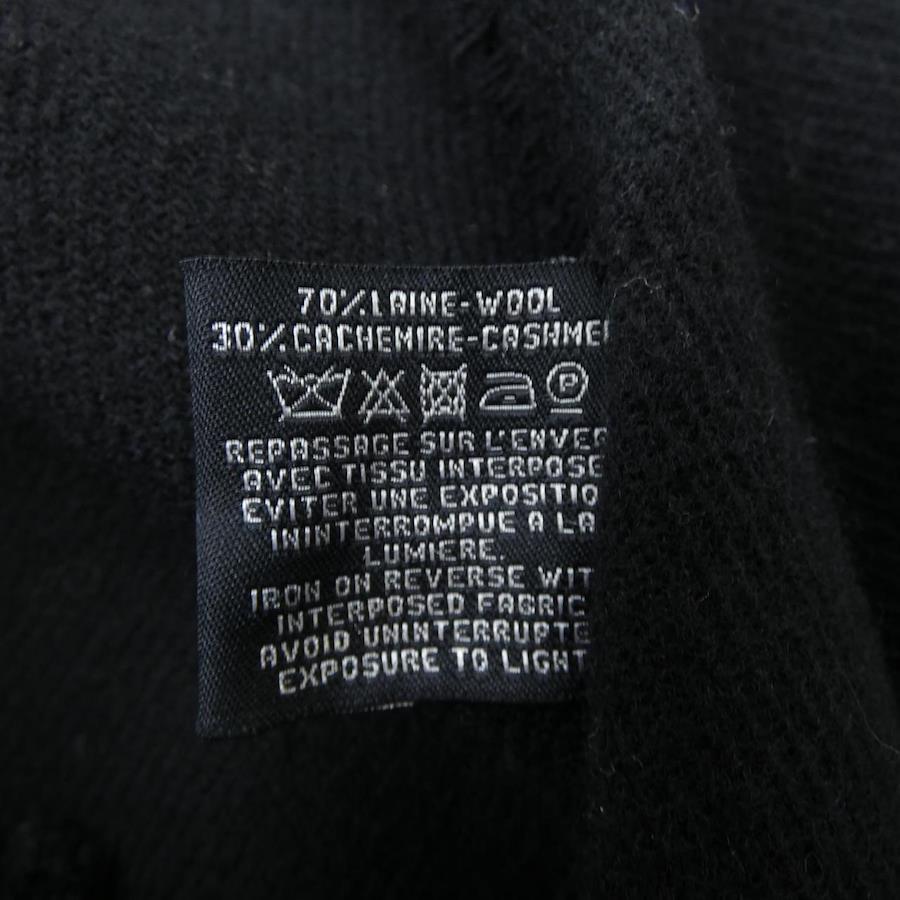 70%LAINE-WOOL
30%CACHEMIRE-CASHME
P
REPASSAGE SUR L'ENVER
AVEC TISSU INTERPOSE
EVITER UNE EXPOSITIO
ININTERROMPUE A LA
LUMIERE.
IRON ON REVERSE WIT
INTERPOSED FABRIC
AVOID UNINTERRUPTE
EXPOSURE TO LIGHT